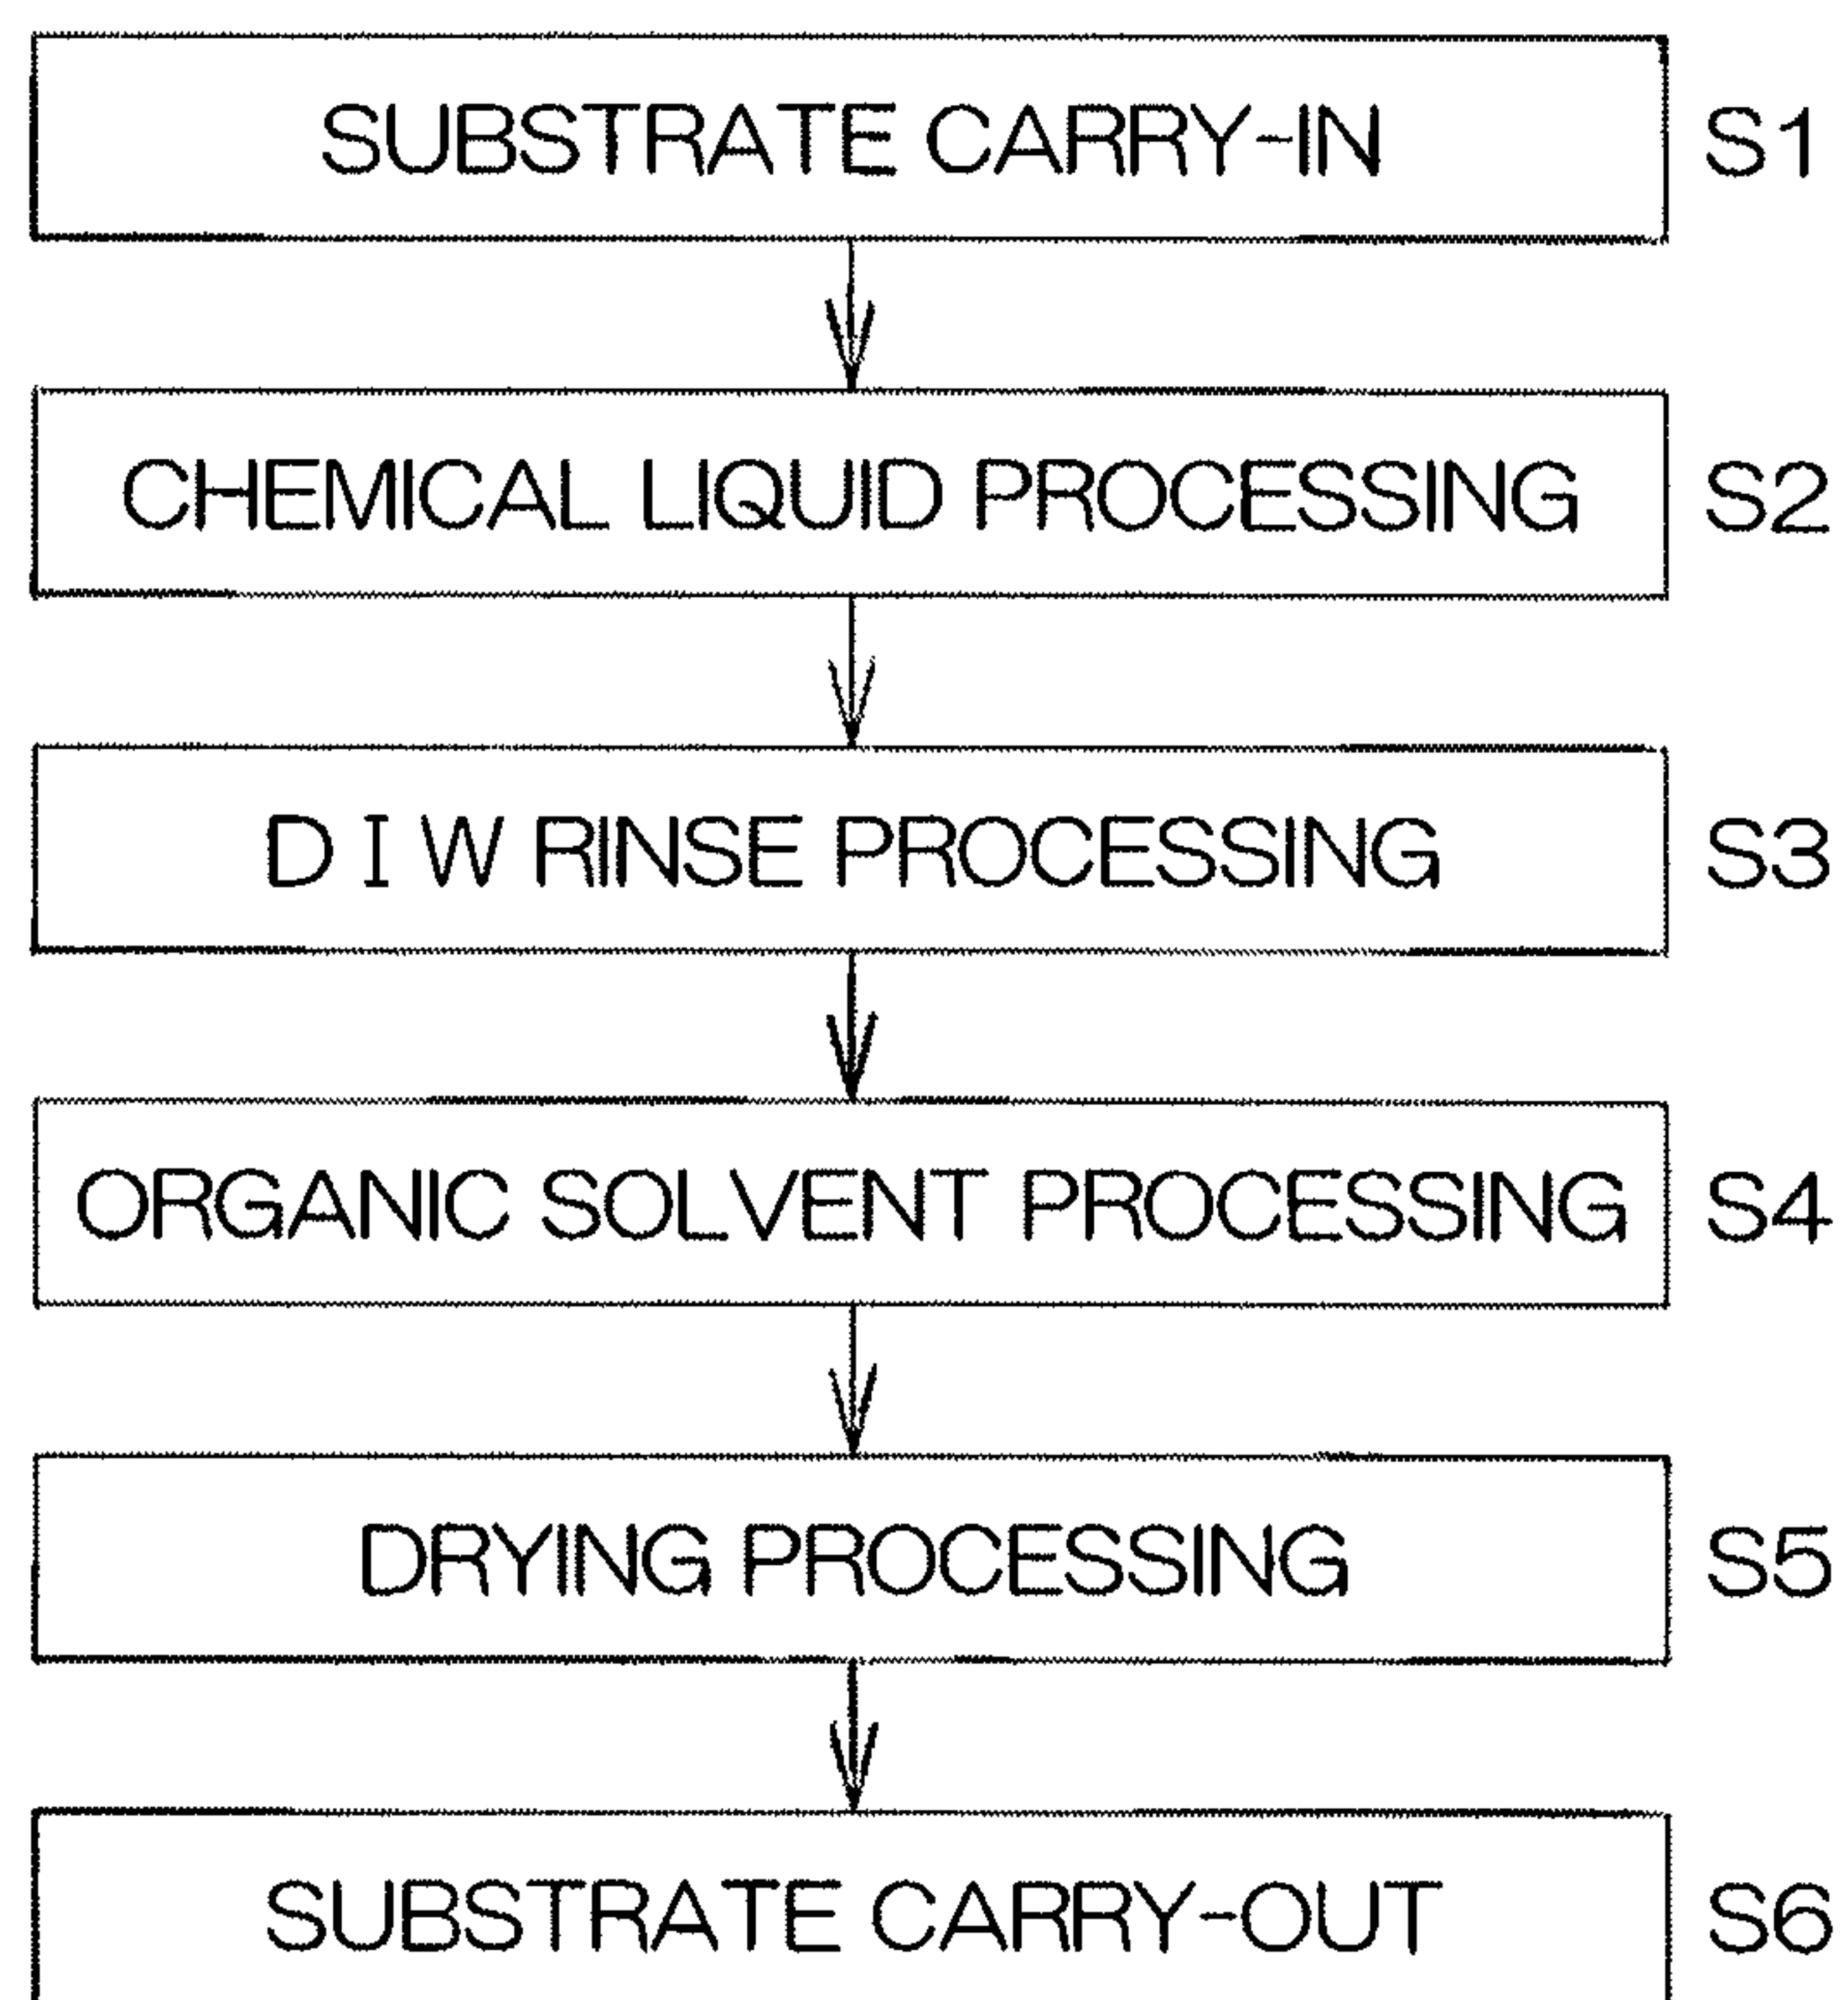 SUBSTRATE CARRY-IN S1
CHEMICAL LIQUID PROCESSING S2
D I W RINSE PROCESSING S3
ORGANIC SOLVENT PROCESSING S4
DRYING PROCESSING S5
SUBSTRATE CARRY-OUT S6